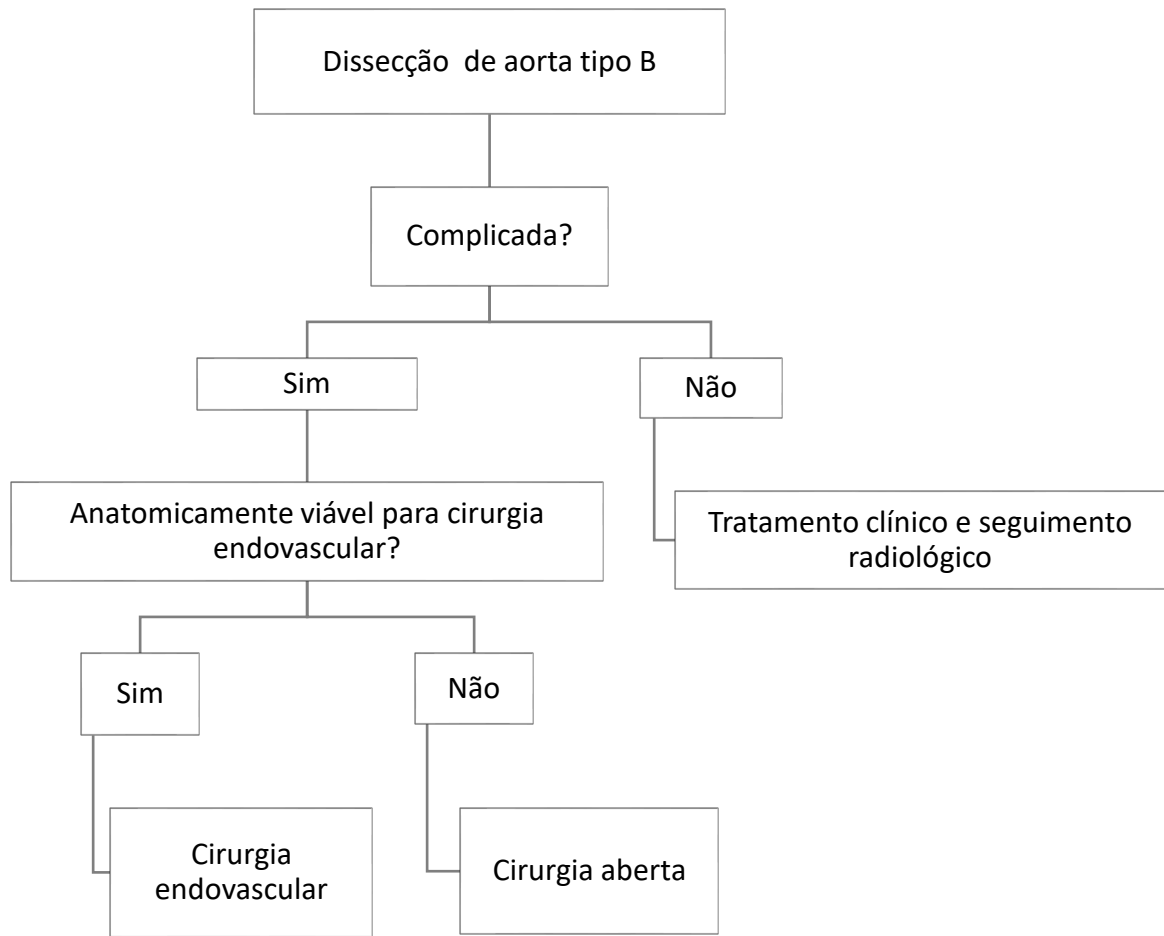 Dissecção  de aorta tipo B
Complicada?
Sim
Não
Anatomicamente viável para cirurgia
endovascular?
Tratamento clínico e seguimento
radiológico
Sim
Não
Cirurgia
endovascular
Cirurgia aberta